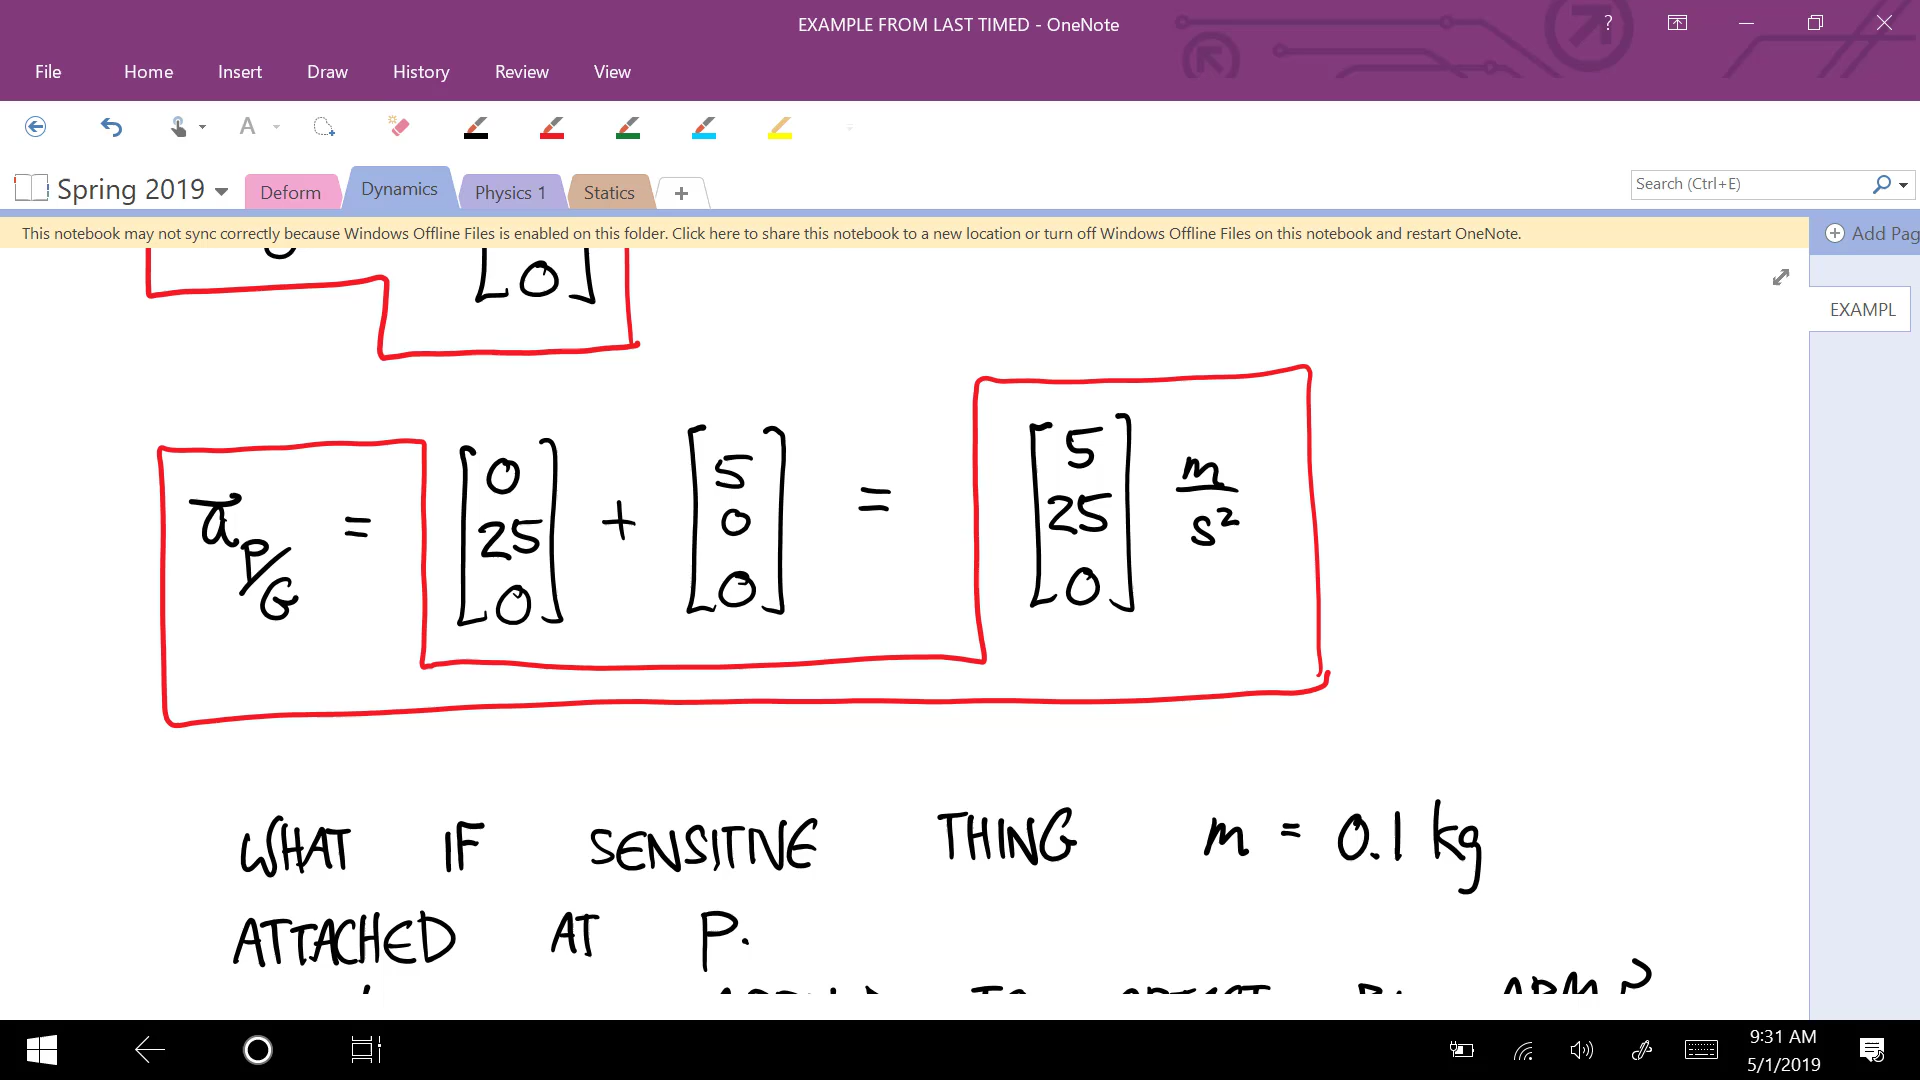 EXAMPLE FROM LAST TIMED - OneNote
?
File Home Insert Draw History Review View
A
Spring 2019 Deform Dynamics Physics 1 Statics +
Search (Ctrl+E)
This notebook may not sync correctly because Windows Offline Files is enabled on this folder. Click here to share this notebook to a new location or turn off Windows Offline Files on this notebook and restart OneNote.
Add Pag
EXAMPL
[0]
a̅_P/G = [0 25 0] + [5 0 0] = [5 25 0] m/s²
WHAT IF SENSITIVE THING m = 0.1 kg
ATTACHED AT P.
9:31 AM
5/1/2019